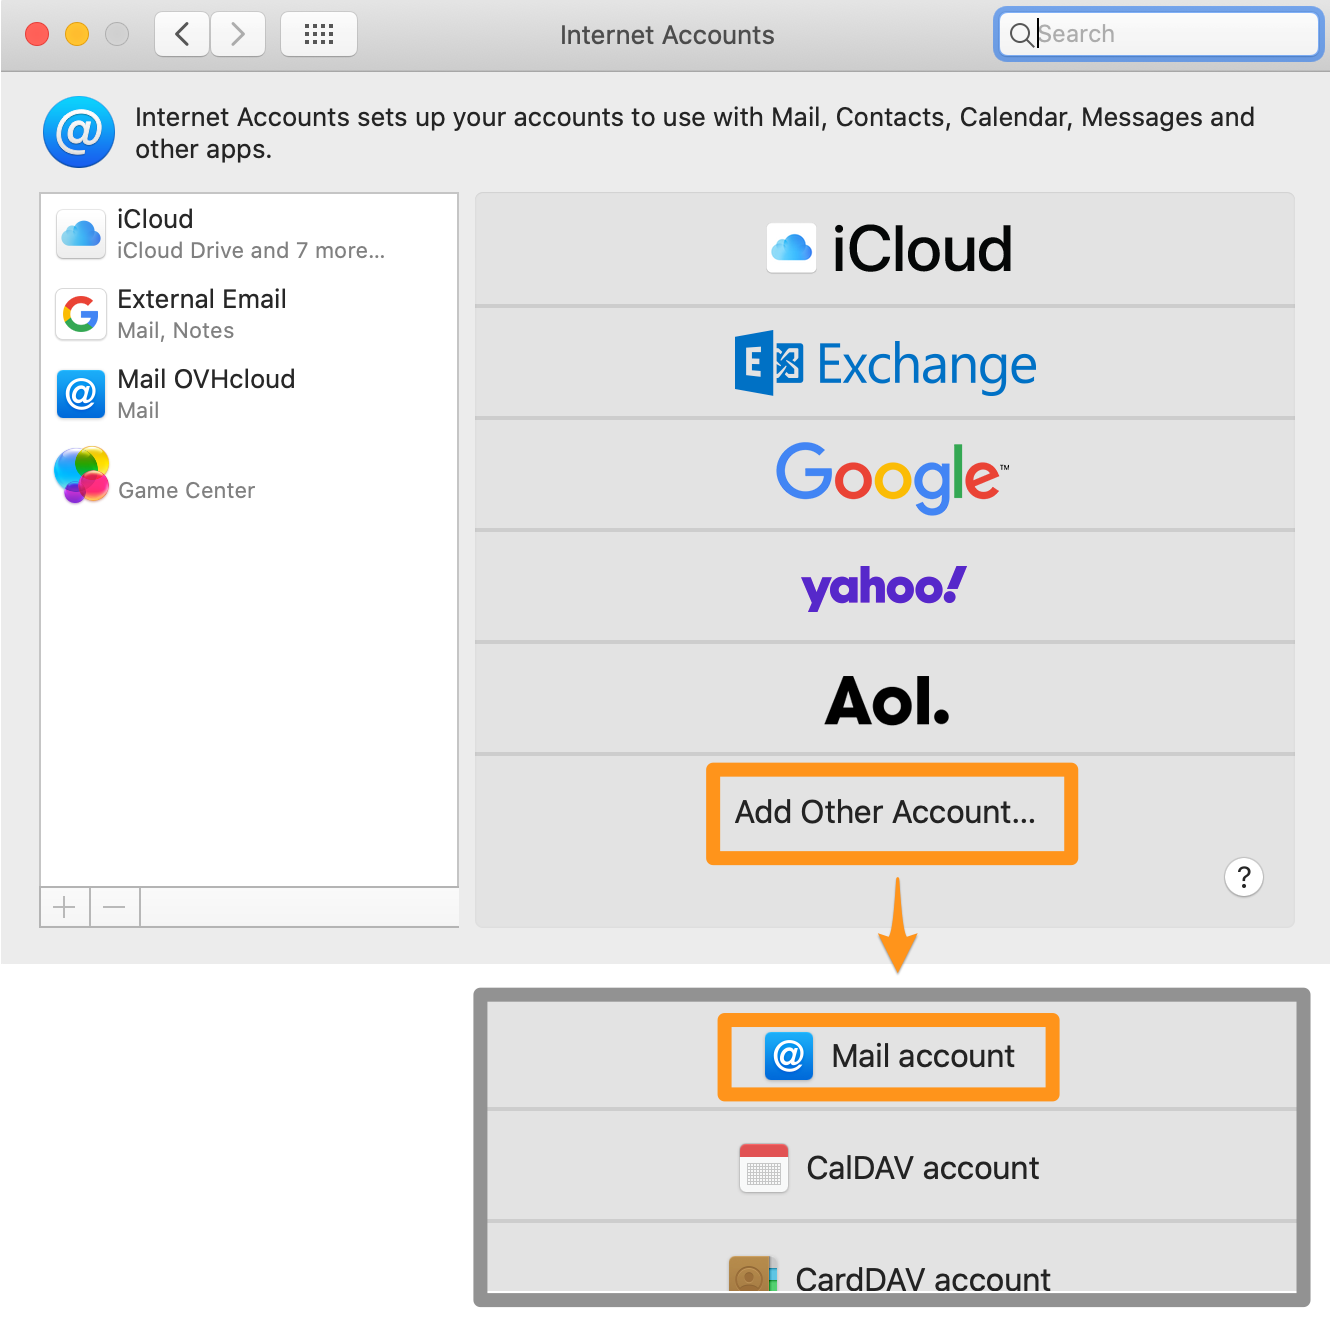 Internet Accounts
Search
Internet Accounts sets up your accounts to use with Mail, Contacts, Calendar, Messages and
other apps.
iCloud
iCloud Drive and 7 more...
External Email
Mail, Notes
Mail OVHcloud
Mail
Game Center
iCloud
Exchange
Google™
yahoo!
Aol.
Add Other Account...
?
Mail account
CalDAV account
CardDAV account